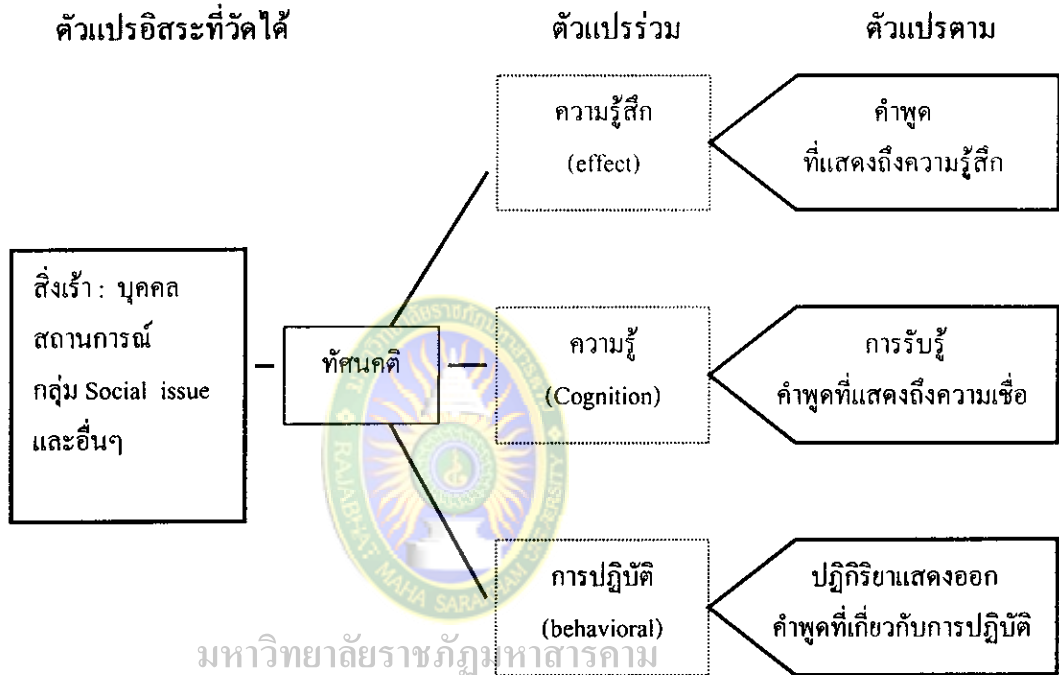 ตัวแปรอิสระที่วัดได้
ตัวแปรร่วม
ตัวแปรตาม
ความรู้สึก
(effect)
คำพูด
ที่แสดงถึงความรู้สึก
สิ่งเร้า : บุคคล
สถานการณ์
กลุ่ม Social issue
และอื่นๆ
ทัศนคติ
ความรู้
(Cognition)
การรับรู้
คำพูดที่แสดงถึงความเชื่อ
การปฏิบัติ
(behavioral)
ปฏิกิริยาแสดงออก
คำพูดที่เกี่ยวกับการปฏิบัติ
RAJABHAT MAHA SARAKHAM UNIVERSITY
มหาวิทยาลัยราชภัฏมหาสารคาม